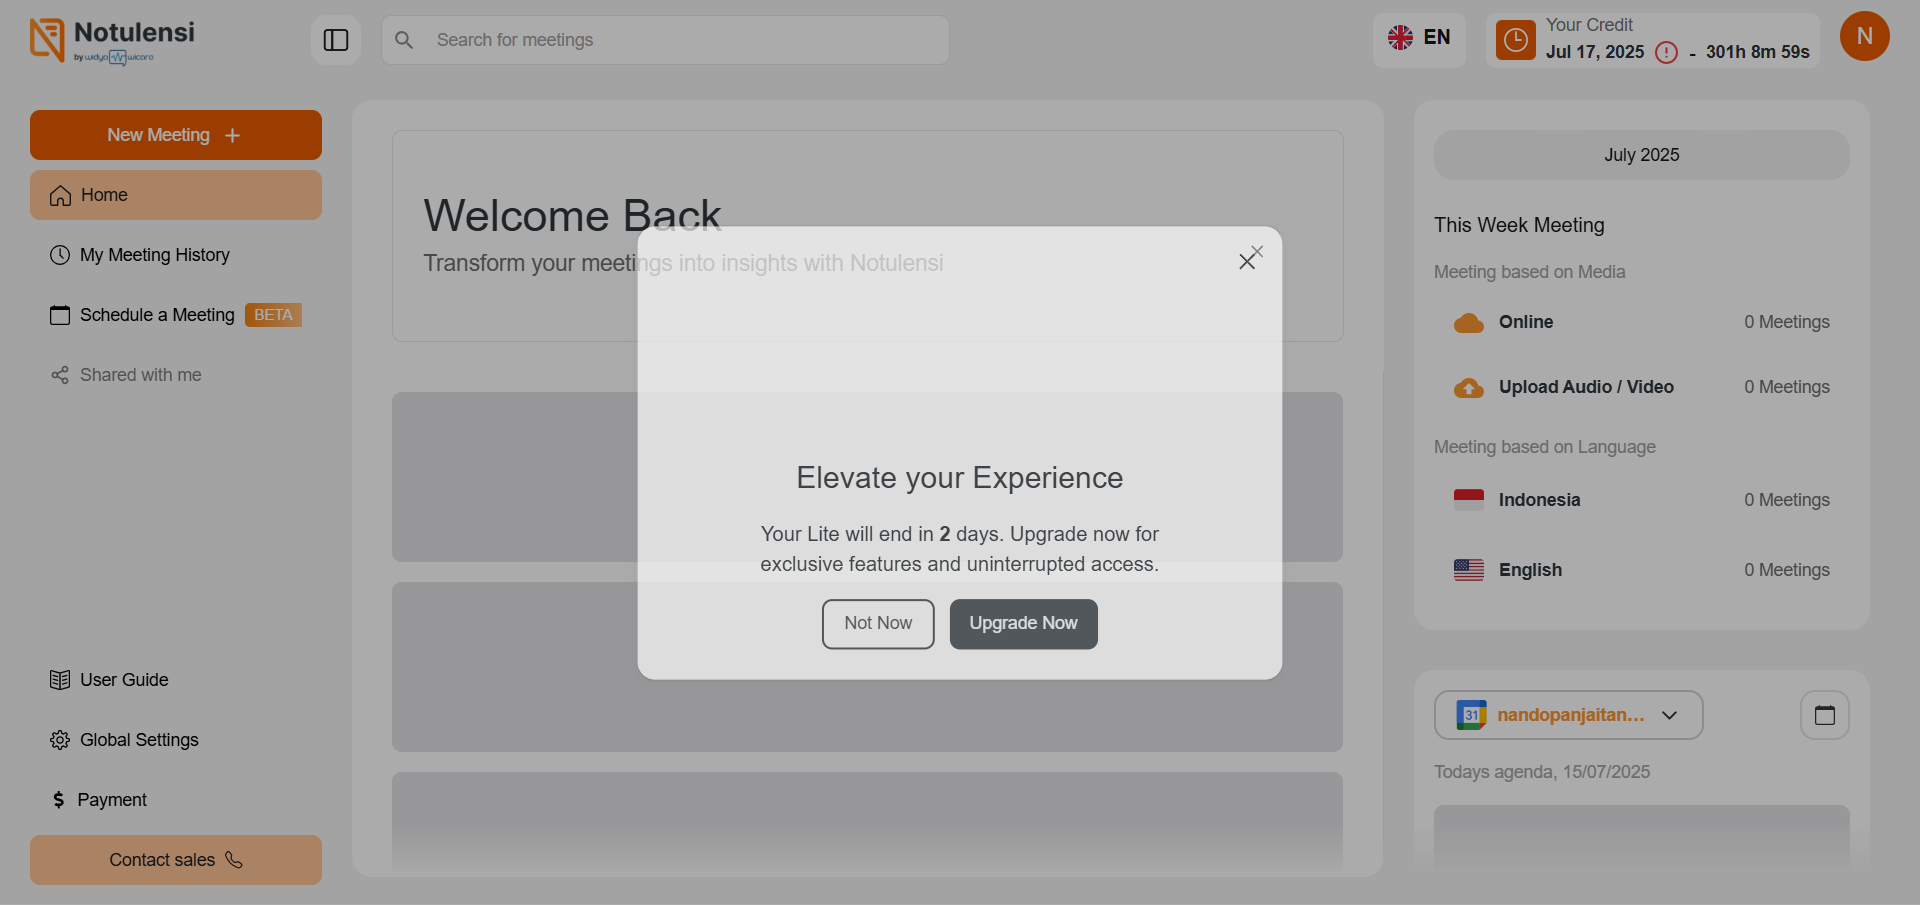 Notulensi
by widya wicara
Search for meetings
EN
Your Credit
Jul 17, 2025 - 301h 8m 59s
N
New Meeting +
Home
My Meeting History
Schedule a Meeting BETA
Shared with me
User Guide
Global Settings
Payment
Contact sales
Welcome Back
Transform your meetings into insights with Notulensi
Elevate your Experience
Your Lite will end in 2 days. Upgrade now for
exclusive features and uninterrupted access.
Not Now
Upgrade Now
July 2025
This Week Meeting
Meeting based on Media
Online 0 Meetings
Upload Audio / Video 0 Meetings
Meeting based on Language
Indonesia 0 Meetings
English 0 Meetings
31 nandopanjaitan...
Todays agenda, 15/07/2025